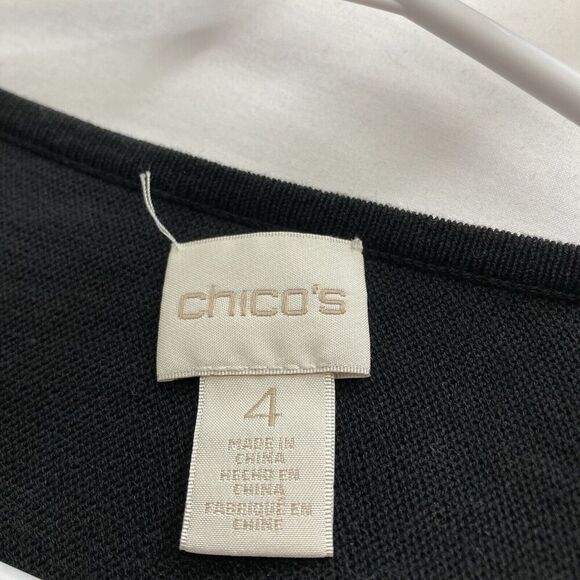 chico's
4
MADE IN
CHINA
HECHO EN
CHINA
FABRIQUÉ EN
CHINE